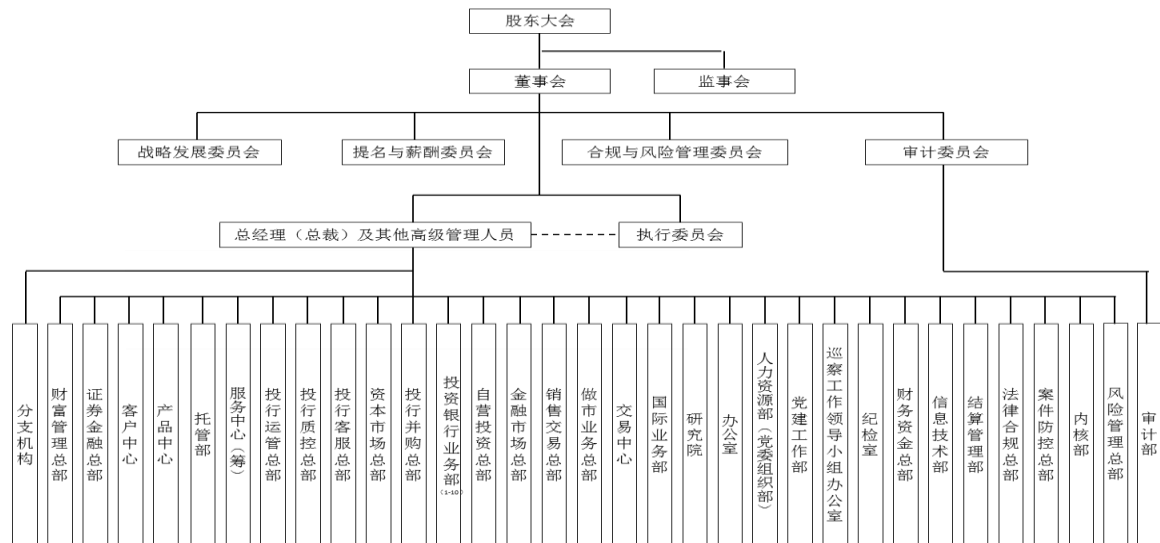 股东大会
董事会
监事会
战略发展委员会
提名与薪酬委员会
合规与风险管理委员会
审计委员会
总经理（总裁）及其他高级管理人员
执行委员会
分支机构
财富管理总部
证券金融总部
客户中心
产品中心
托管部
服务中心（筹）
投行运管总部
投行质控总部
投行客服总部
资本市场总部
投行并购总部
投资银行业务部（1-10）
自营投资总部
金融市场总部
销售交易总部
做市业务总部
交易中心
国际业务部
研究院
办公室
人力资源部（党委组织部）
党建工作部
巡察工作领导小组办公室
纪检室
财务资金总部
信息技术部
结算管理部
法律合规总部
案件防控总部
内核部
风险管理总部
审计部